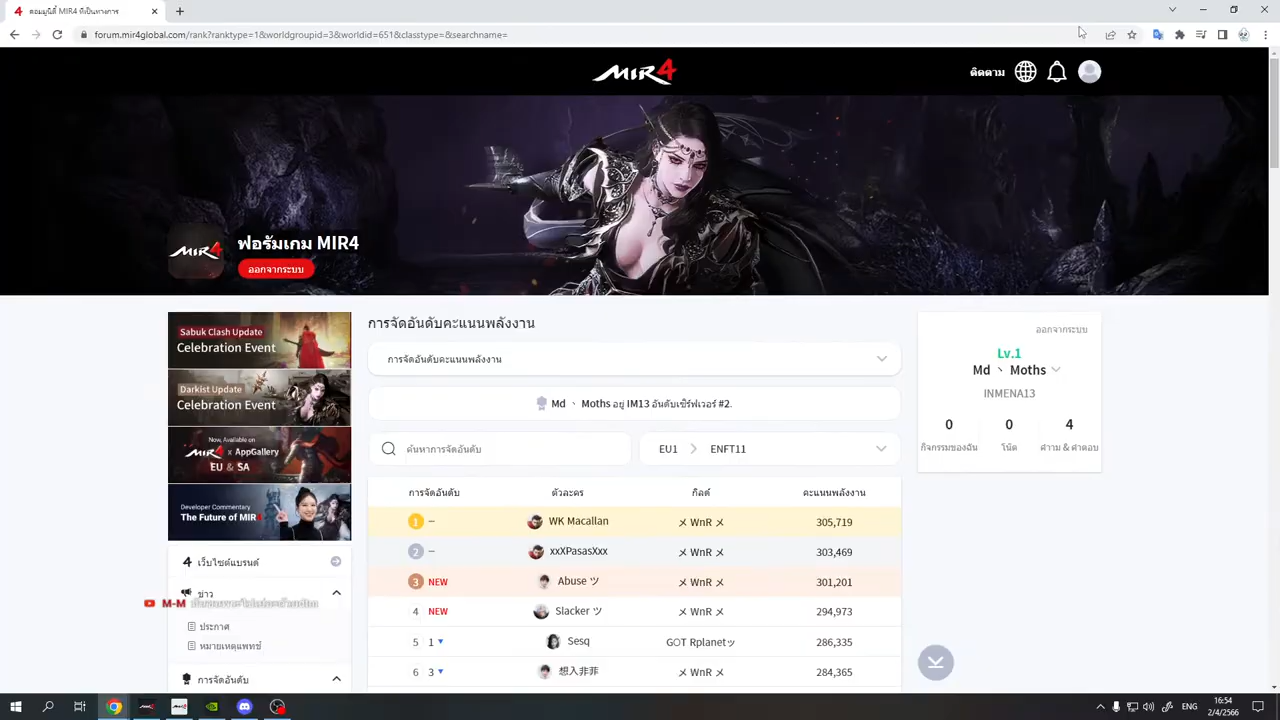 คอมมูนิตี้ MIR4 ที่เป็นทางการ
forum.mir4global.com/rank?ranktype=1&worldgroupid=3&worldid=651&classtype=&searchname=
MIR4
ติดตาม
MIR4
ฟอรัมเกม MIR4
ออกจากระบบ
Sabuk Clash Update
Celebration Event
Darkist Update
Celebration Event
Now, Available on
MIR4 x AppGallery
EU & SA
Developer Commentary
The Future of MIR4
4 เว็บไซต์แบรนด์
ข่าว
M-M
ประกาศ
หมายเหตุแพทช์
การจัดอันดับ
การจัดอันดับคะแนนพลังงาน
การจัดอันดับคะแนนพลังงาน
Md 丶 Moths อยู่ IM13 อันดับเซิร์ฟเวอร์ #2.
ค้นหาการจัดอันดับ
EU1 ENFT11
การจัดอันดับ ตัวละคร กิลด์ คะแนนพลังงาน
1 – WK Macallan メ WnR メ 305,719
2 – xxXPasasXxx メ WnR メ 303,469
3 NEW Abuse ツ メ WnR メ 301,201
4 NEW Slacker ツ メ WnR メ 294,973
5 1 ▼ Sesq GOT Rplanetッ 286,335
6 3 ▼ 想入非菲 メ WnR メ 284,365
ออกจากระบบ
Lv.1
Md 丶 Moths
INMENA13
0 0 4
กิจกรรมของฉัน โน้ต คำถาม & คำตอบ
ENG
16:54
2/4/2566